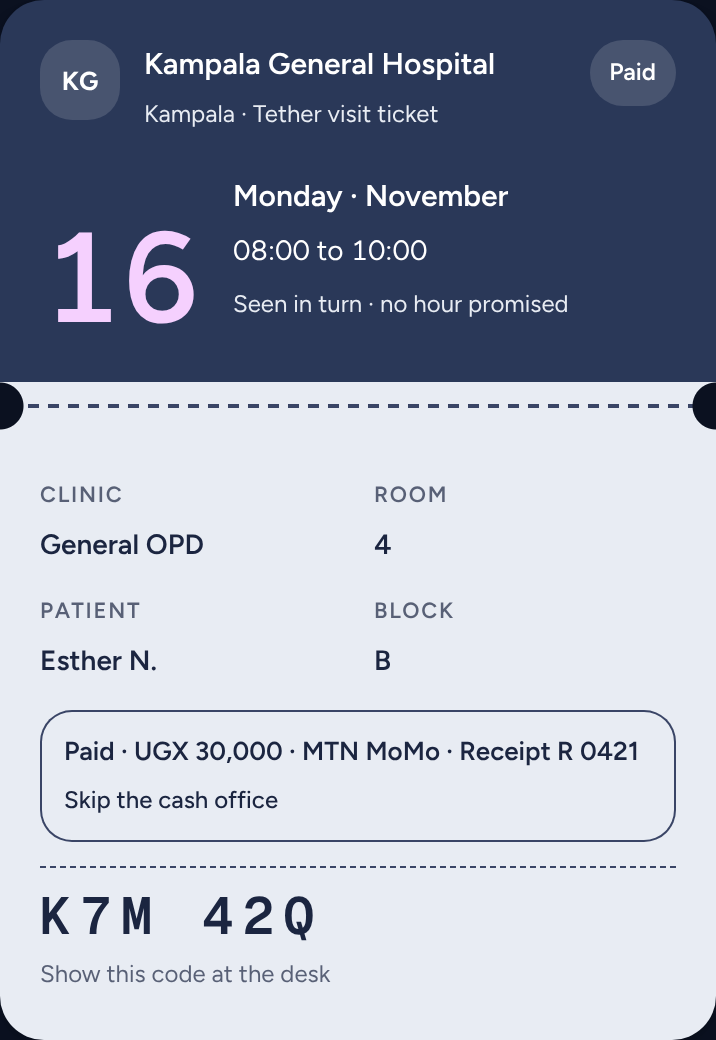 KG
Kampala General Hospital
Paid
Kampala · Tether visit ticket
16
Monday · November
08:00 to 10:00
Seen in turn · no hour promised
CLINIC
General OPD
ROOM
4
PATIENT
Esther N.
BLOCK
B
Paid · UGX 30,000 · MTN MoMo · Receipt R 0421
Skip the cash office
K7M 42Q
Show this code at the desk